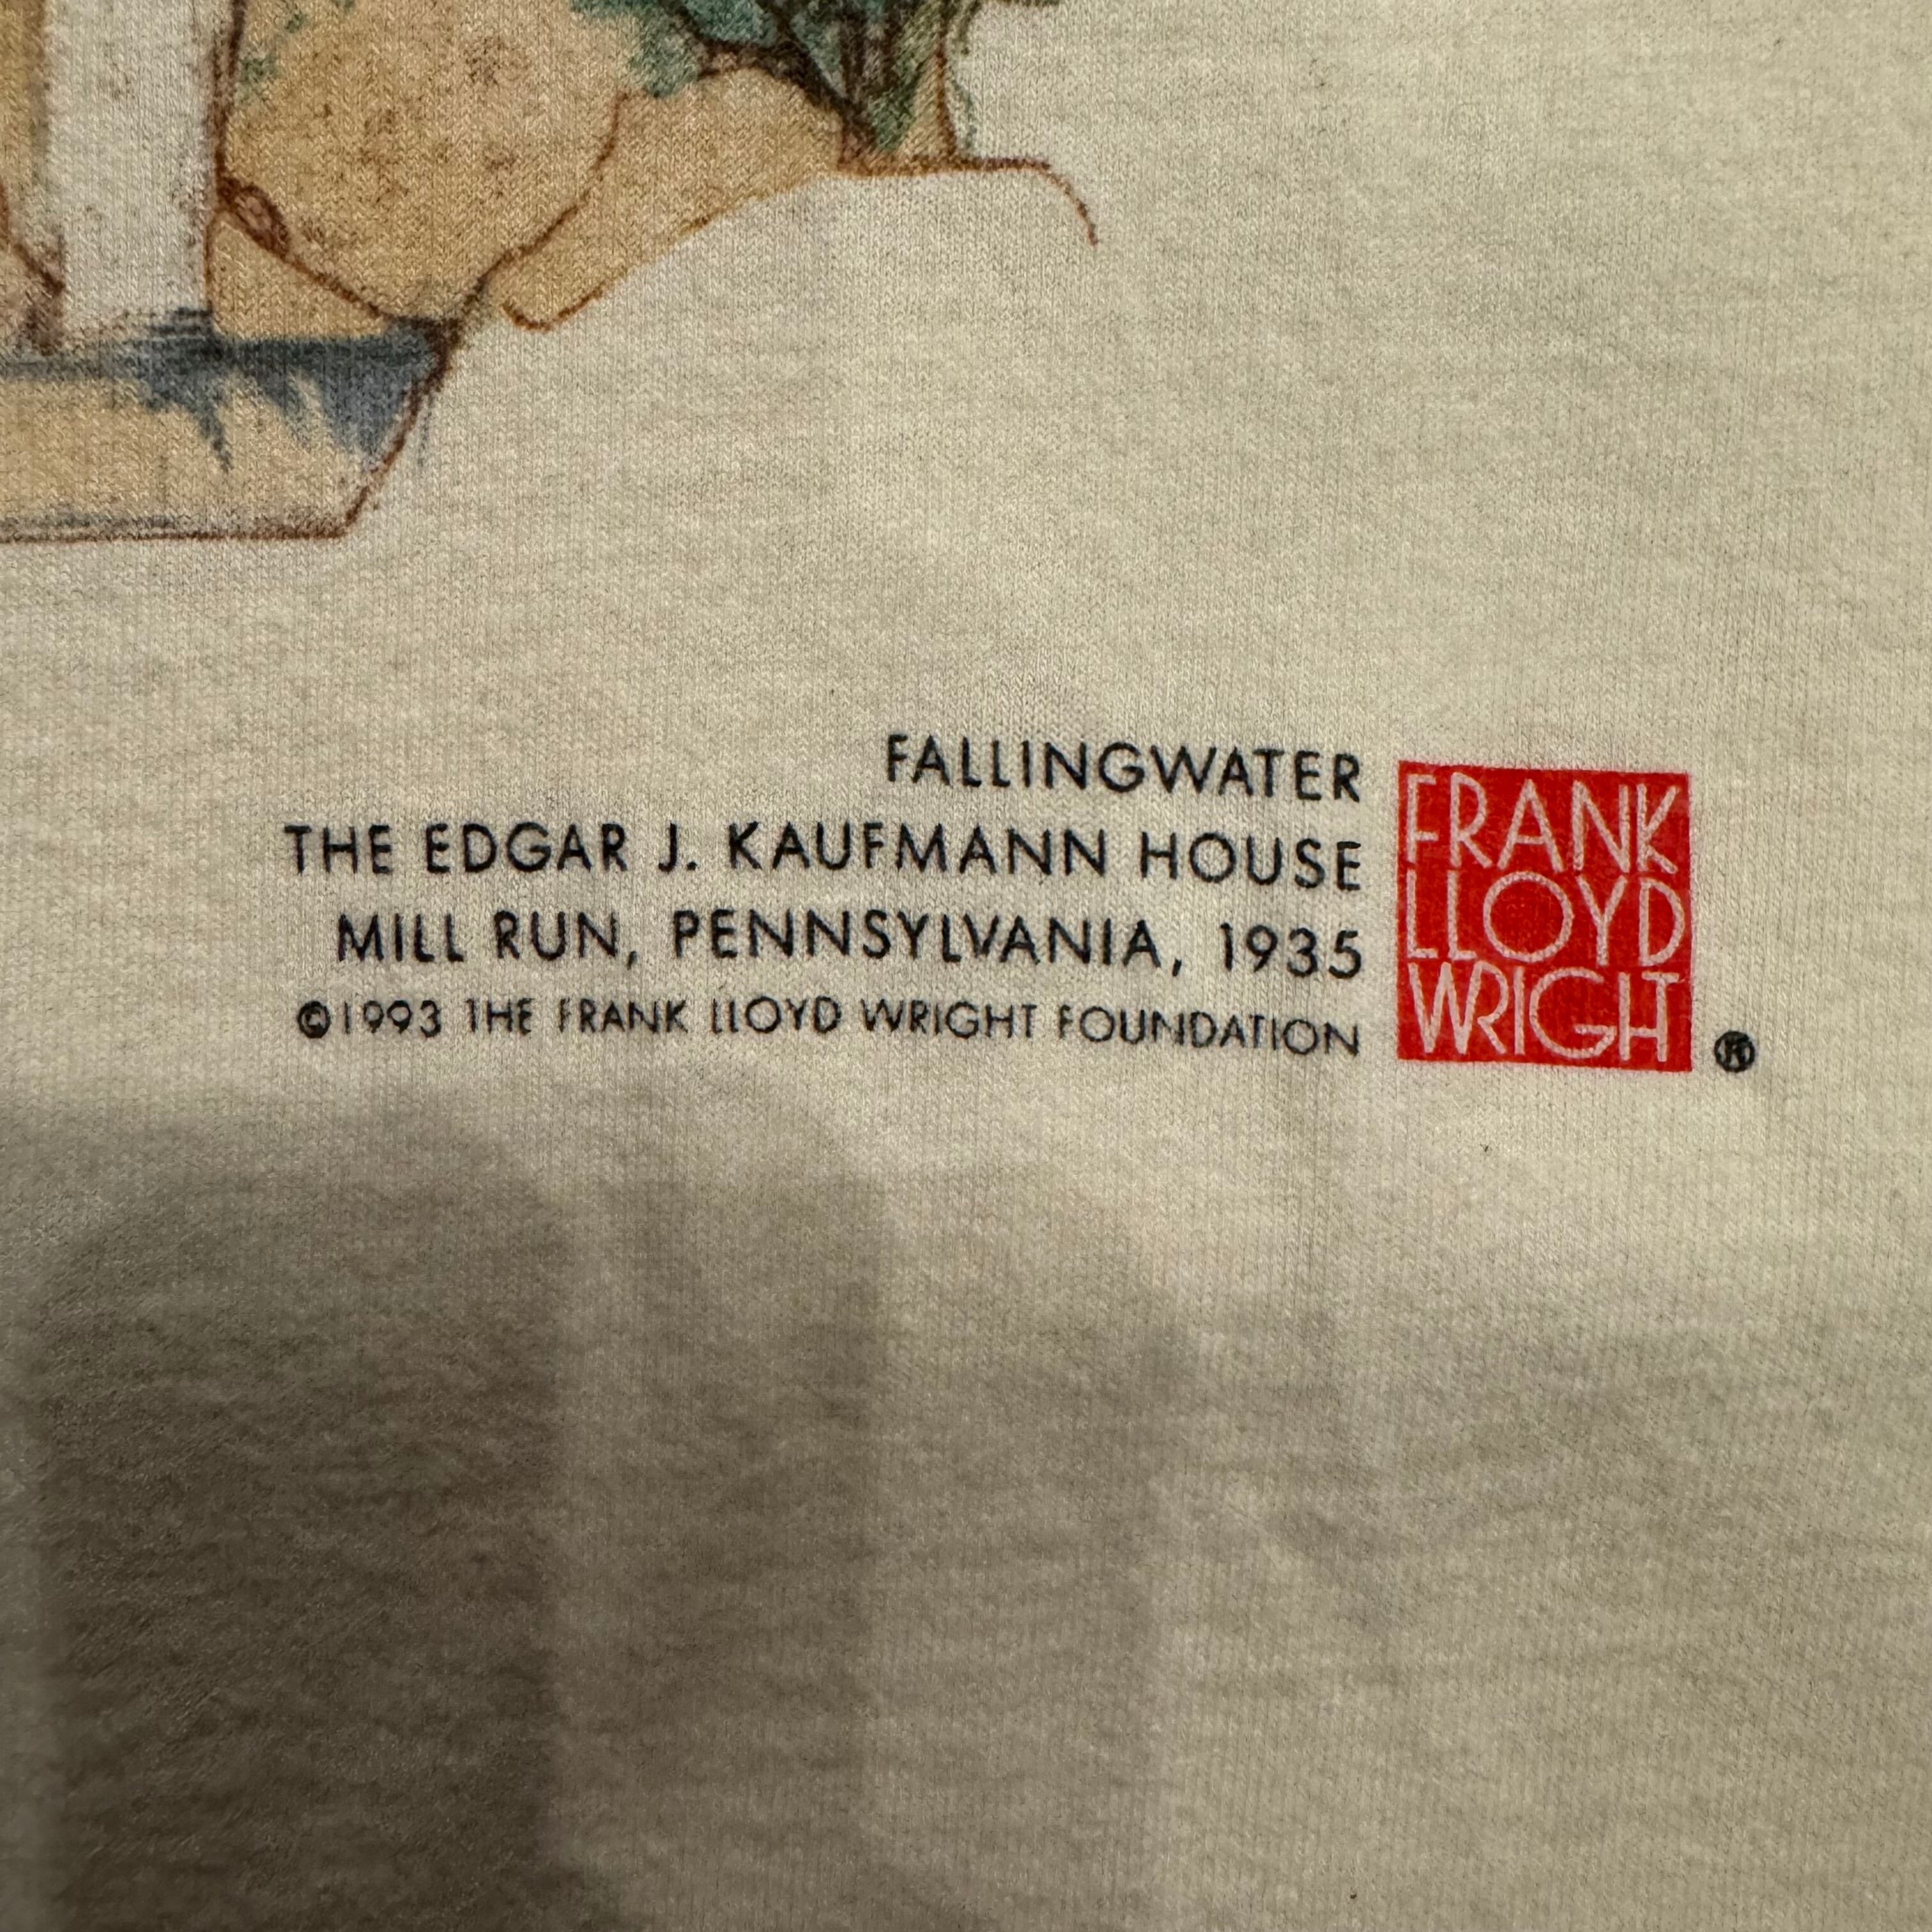 FALLINGWATER
THE EDGAR J. KAUFMANN HOUSE
MILL RUN, PENNSYLVANIA, 1935
©1993 THE FRANK LLOYD WRIGHT FOUNDATION
FRANK
LLOYD
WRIGHT
®